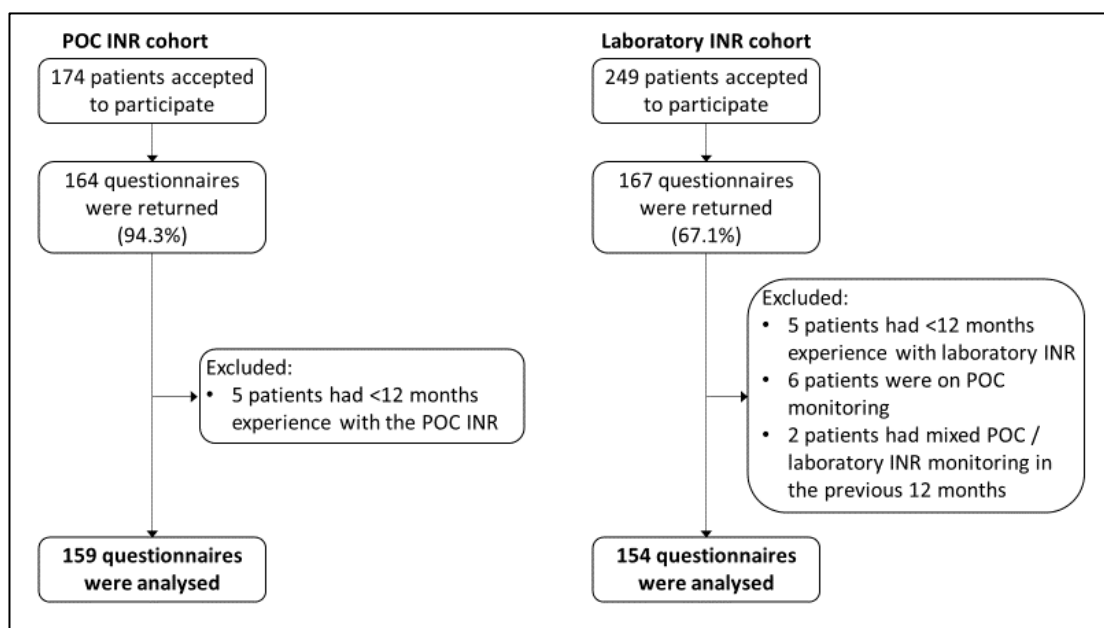 POC INR cohort
174 patients accepted
to participate
164 questionnaires
were returned
(94.3%)
Excluded:
• 5 patients had <12 months
experience with the POC INR
159 questionnaires
were analysed
Laboratory INR cohort
249 patients accepted
to participate
167 questionnaires
were returned
(67.1%)
Excluded:
• 5 patients had <12 months
experience with laboratory INR
• 6 patients were on POC
monitoring
• 2 patients had mixed POC /
laboratory INR monitoring in
the previous 12 months
154 questionnaires
were analysed